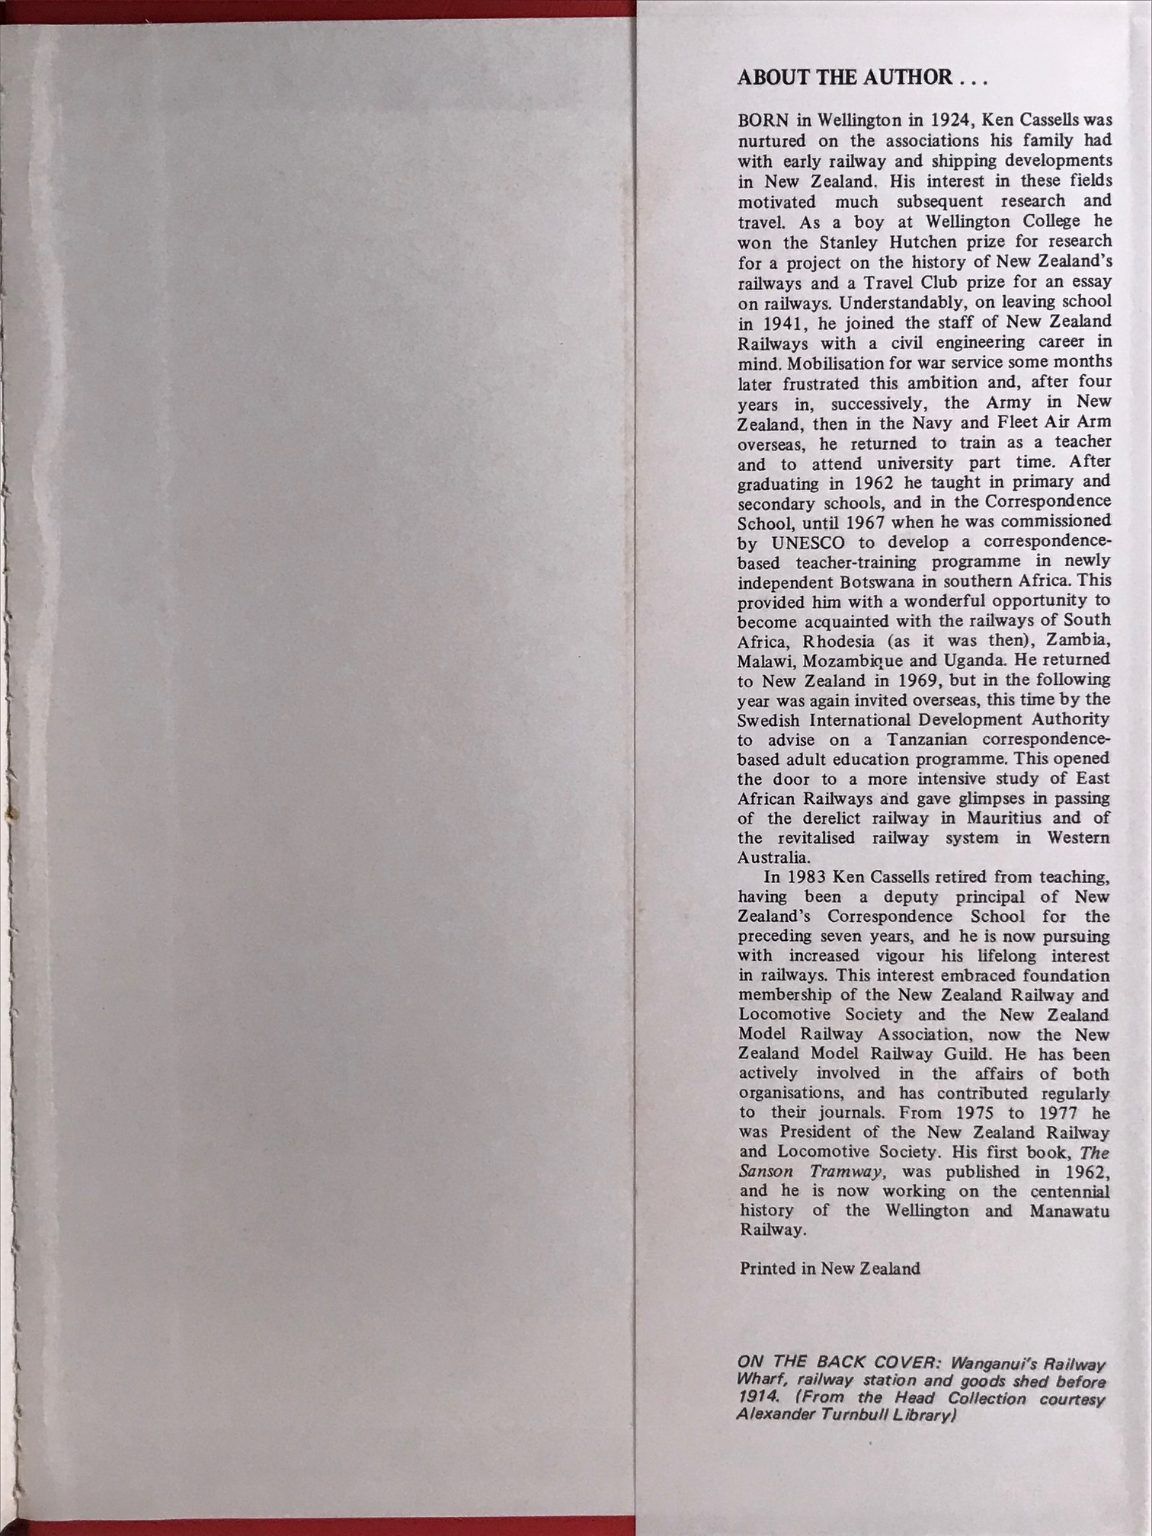 ABOUT THE AUTHOR . . .
BORN in Wellington in 1924, Ken Cassells was
nurtured on the associations his family had
with early railway and shipping developments
in New Zealand. His interest in these fields
motivated much subsequent research and
travel. As a boy at Wellington College he
won the Stanley Hutchen prize for research
for a project on the history of New Zealand's
railways and a Travel Club prize for an essay
on railways. Understandably, on leaving school
in 1941, he joined the staff of New Zealand
Railways with a civil engineering career in
mind. Mobilisation for war service some months
later frustrated this ambition and, after four
years in, successively, the Army in New
Zealand, then in the Navy and Fleet Air Arm
overseas, he returned to train as a teacher
and to attend university part time. After
graduating in 1962 he taught in primary and
secondary schools, and in the Correspondence
School, until 1967 when he was commissioned
by UNESCO to develop a correspondence-
based teacher-training programme in newly
independent Botswana in southern Africa. This
provided him with a wonderful opportunity to
become acquainted with the railways of South
Africa, Rhodesia (as it was then), Zambia,
Malawi, Mozambique and Uganda. He returned
to New Zealand in 1969, but in the following
year was again invited overseas, this time by the
Swedish International Development Authority
to advise on a Tanzanian correspondence-
based adult education programme. This opened
the door to a more intensive study of East
African Railways and gave glimpses in passing
of the derelict railway in Mauritius and of
the revitalised railway system in Western
Australia.
In 1983 Ken Cassells retired from teaching,
having been a deputy principal of New
Zealand's Correspondence School for the
preceding seven years, and he is now pursuing
with increased vigour his lifelong interest
in railways. This interest embraced foundation
membership of the New Zealand Railway and
Locomotive Society and the New Zealand
Model Railway Association, now the New
Zealand Model Railway Guild. He has been
actively involved in the affairs of both
organisations, and has contributed regularly
to their journals. From 1975 to 1977 he
was President of the New Zealand Railway
and Locomotive Society. His first book, The
Sanson Tramway, was published in 1962,
and he is now working on the centennial
history of the Wellington and Manawatu
Railway.
Printed in New Zealand
ON THE BACK COVER: Wanganui's Railway
Wharf, railway station and goods shed before
1914. (From the Head Collection courtesy
Alexander Turnbull Library)